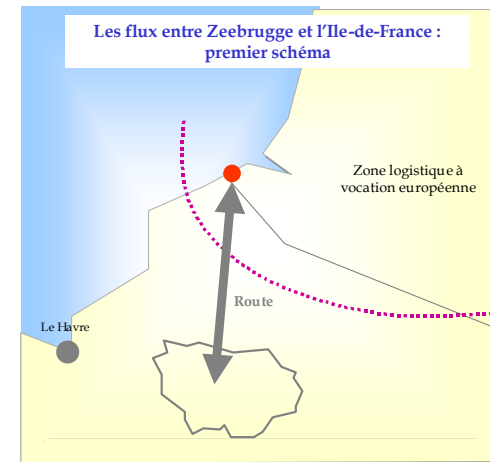 Les flux entre Zeebrugge et l'Ile-de-France :
premier schéma
Zone logistique à
vocation européenne
Route
Le Havre